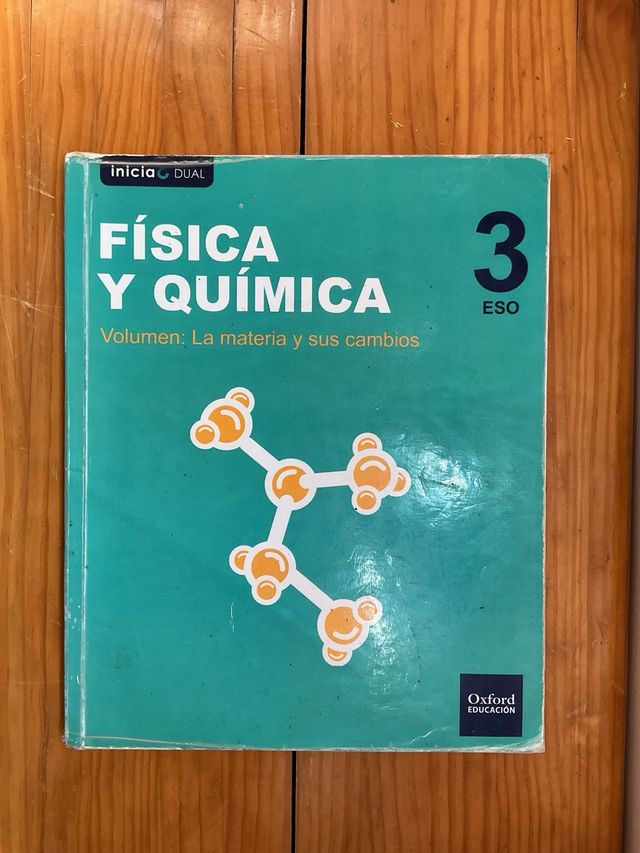 inicia DUAL
FÍSICA
Y QUÍMICA
3
ESO
Volumen: La materia y sus cambios
Oxford
EDUCACIÓN